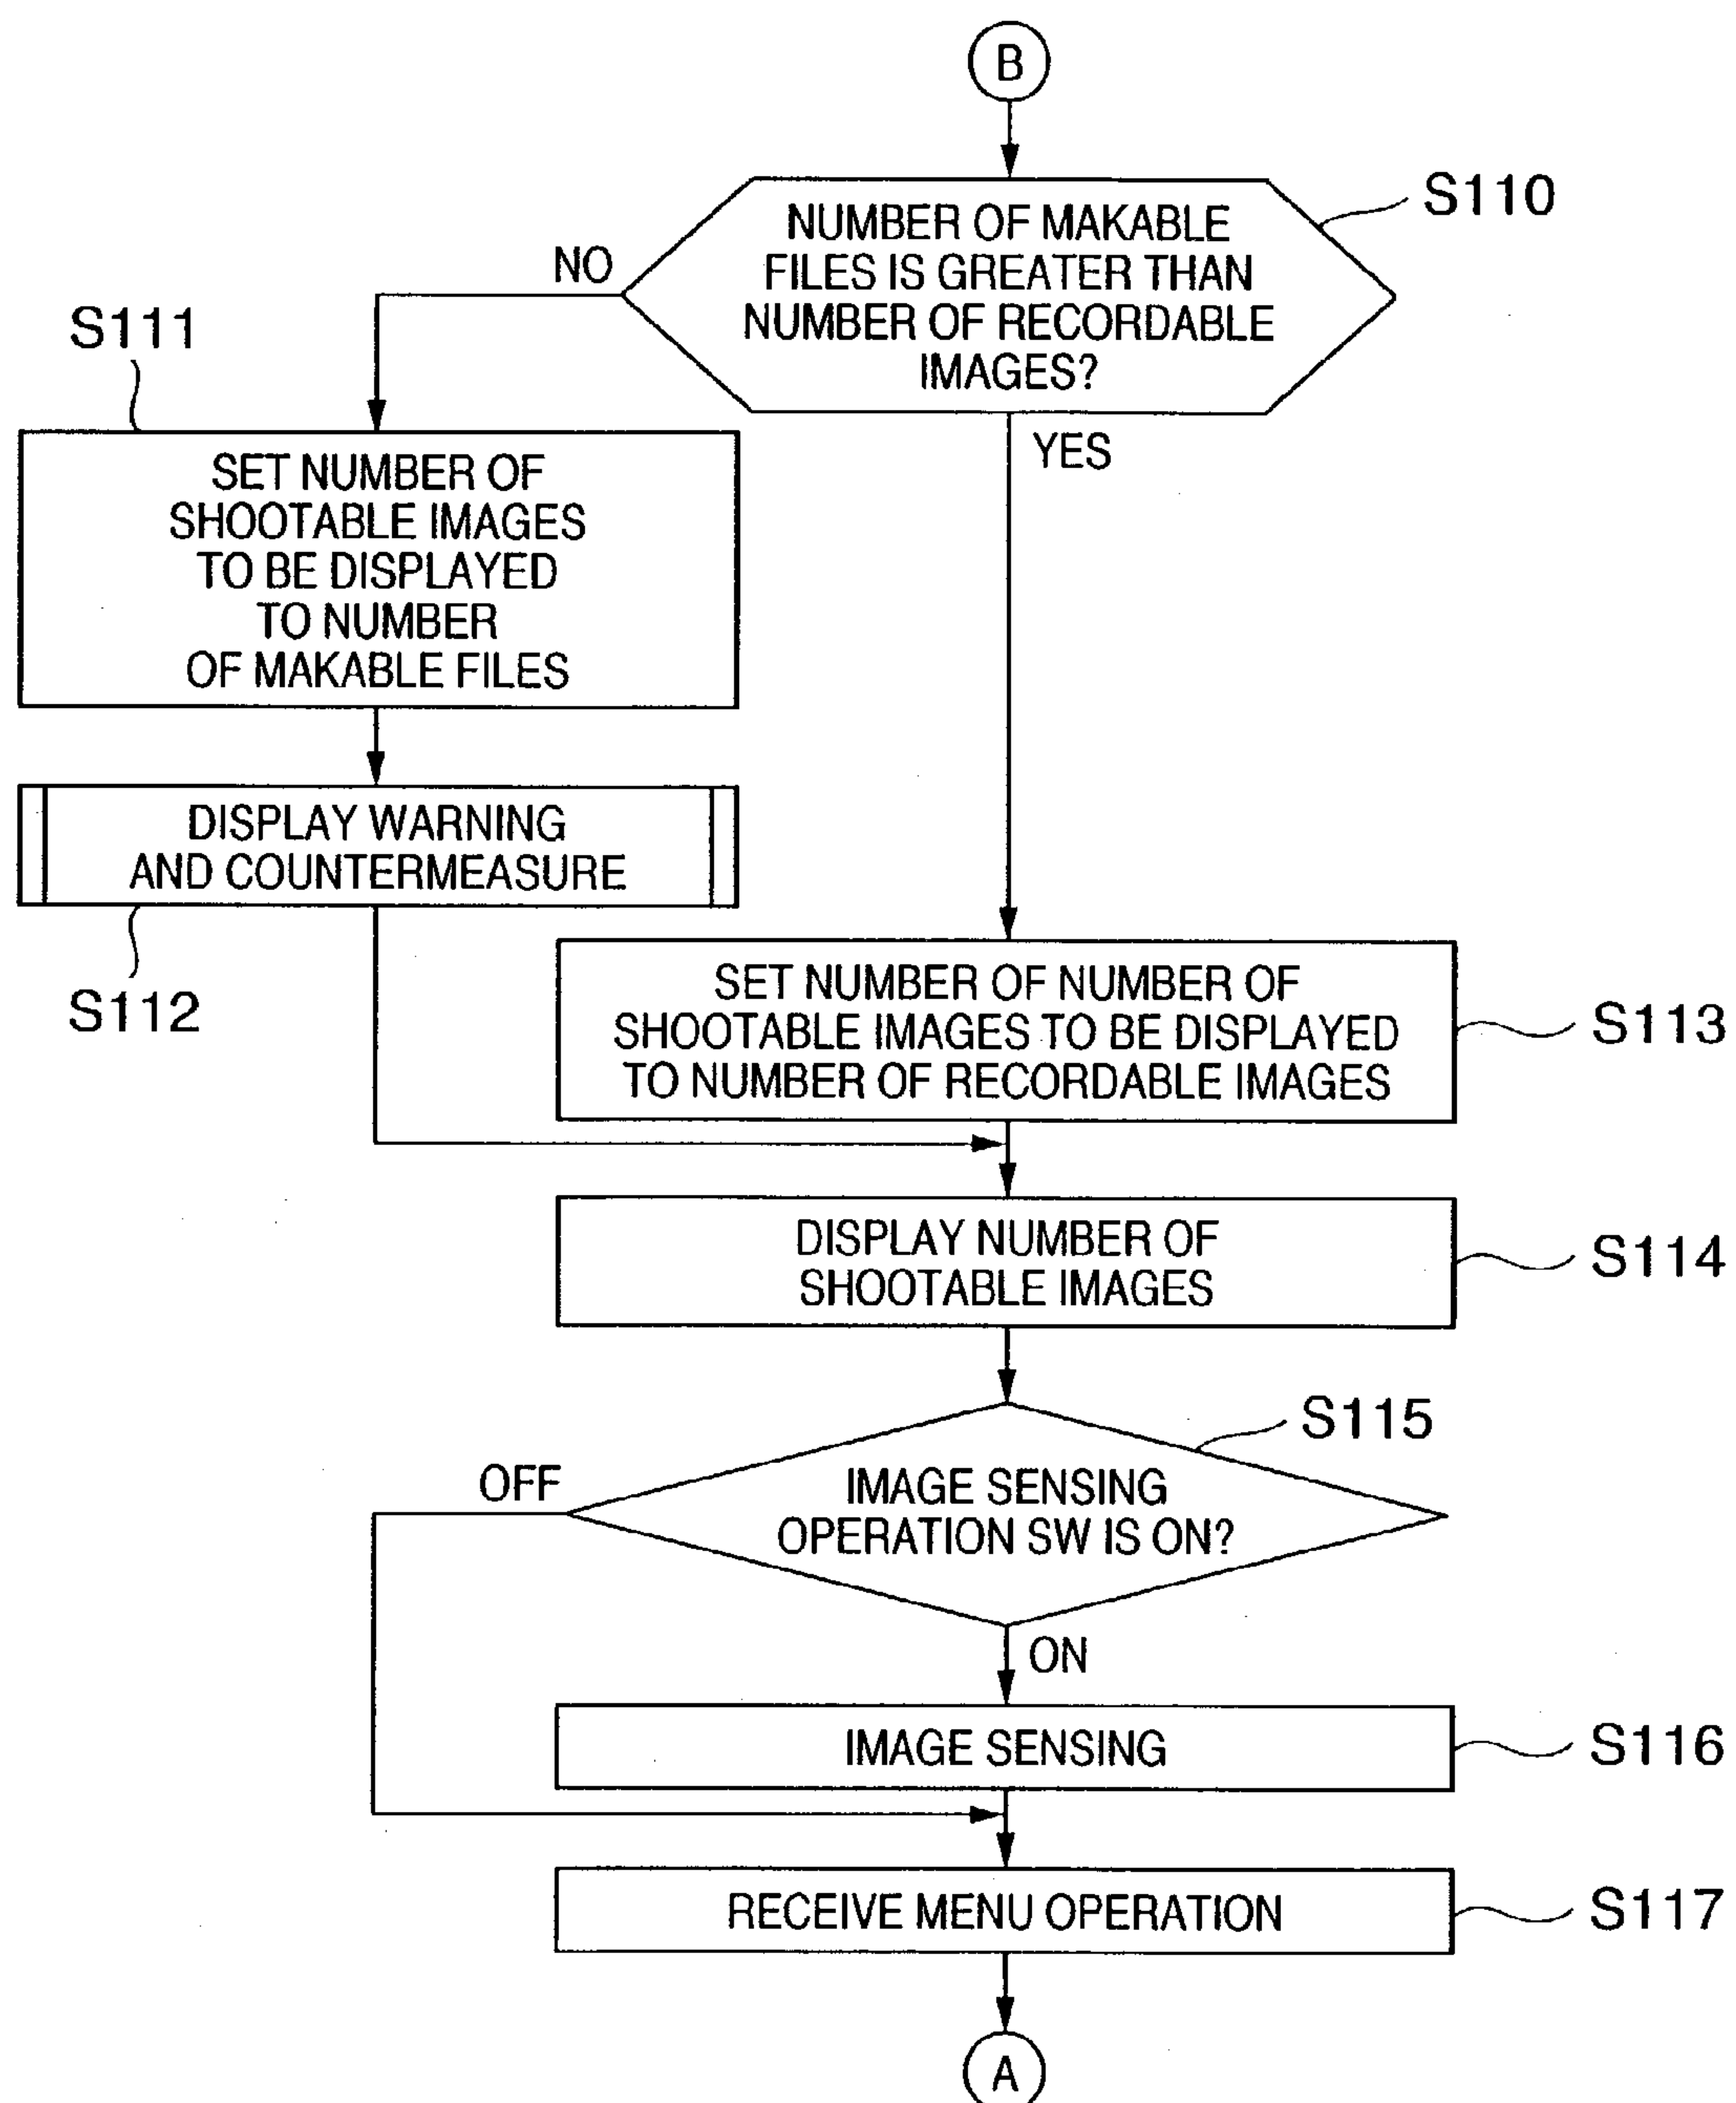 B
S110
NUMBER OF MAKABLE
FILES IS GREATER THAN
NUMBER OF RECORDABLE
IMAGES?
NO
YES
S111
SET NUMBER OF
SHOOTABLE IMAGES
TO BE DISPLAYED
TO NUMBER
OF MAKABLE FILES
DISPLAY WARNING
AND COUNTERMEASURE
S112
SET NUMBER OF NUMBER OF
SHOOTABLE IMAGES TO BE DISPLAYED
TO NUMBER OF RECORDABLE IMAGES
S113
DISPLAY NUMBER OF
SHOOTABLE IMAGES
S114
S115
IMAGE SENSING
OPERATION SW IS ON?
OFF
ON
IMAGE SENSING
S116
RECEIVE MENU OPERATION
S117
A